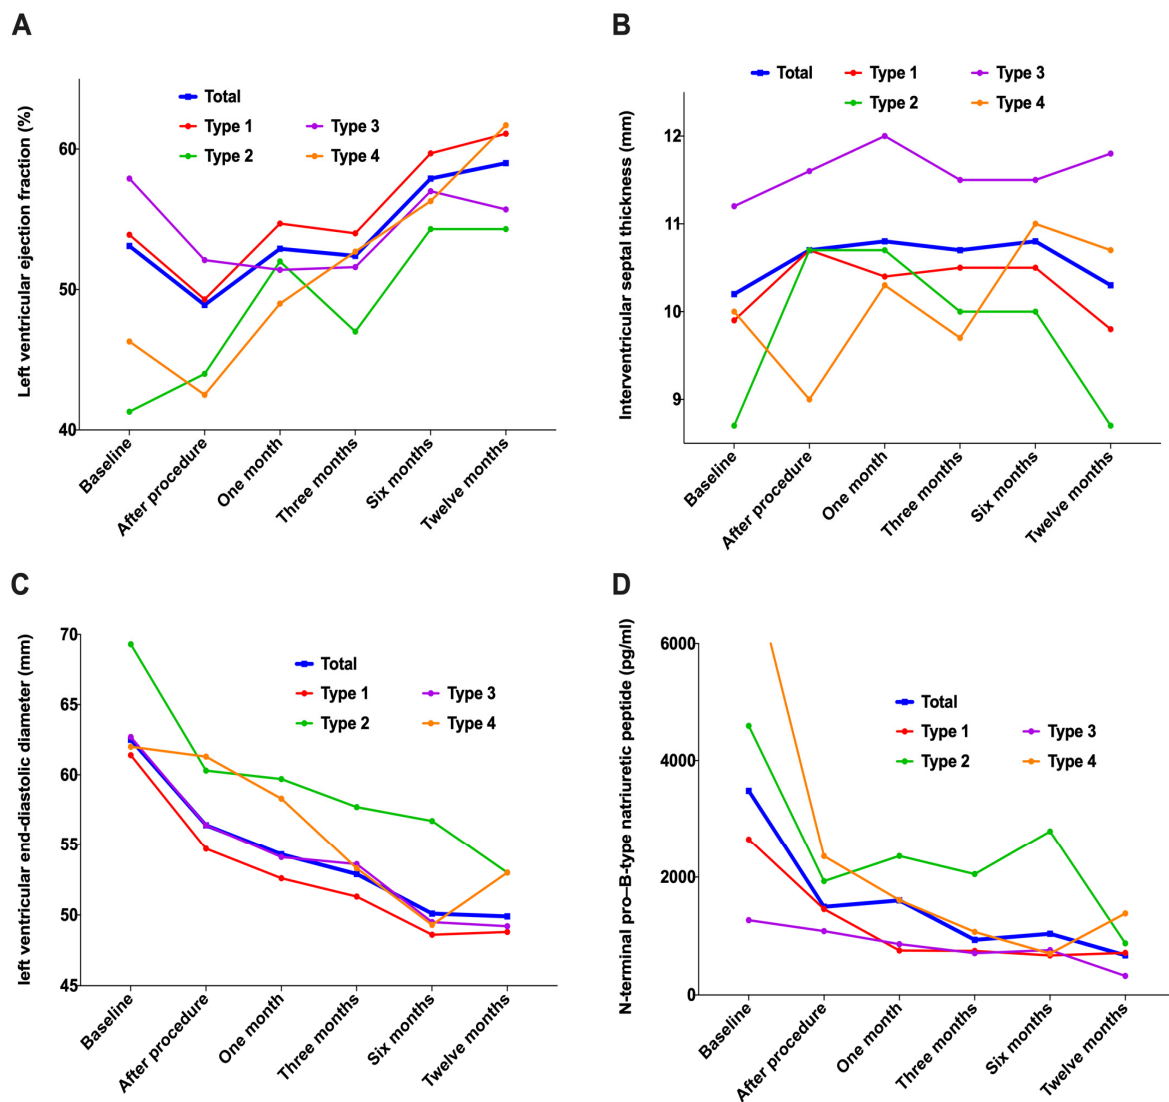 A
Left ventricular ejection fraction (%)
Total
Type 1
Type 3
Type 2
Type 4
60
50
40
Baseline
After procedure
One month
Three months
Six months
Twelve months
B
Interventricular septal thickness (mm)
Total
Type 1
Type 3
Type 2
Type 4
12
11
10
9
Baseline
After procedure
One month
Three months
Six months
Twelve months
C
left ventricular end-diastolic diameter (mm)
70
65
60
55
50
45
Total
Type 1
Type 3
Type 2
Type 4
Baseline
After procedure
One month
Three months
Six months
Twelve months
D
N-terminal pro–B-type natriuretic peptide (pg/ml)
6000
4000
2000
0
Total
Type 1
Type 3
Type 2
Type 4
Baseline
After procedure
One month
Three months
Six months
Twelve months